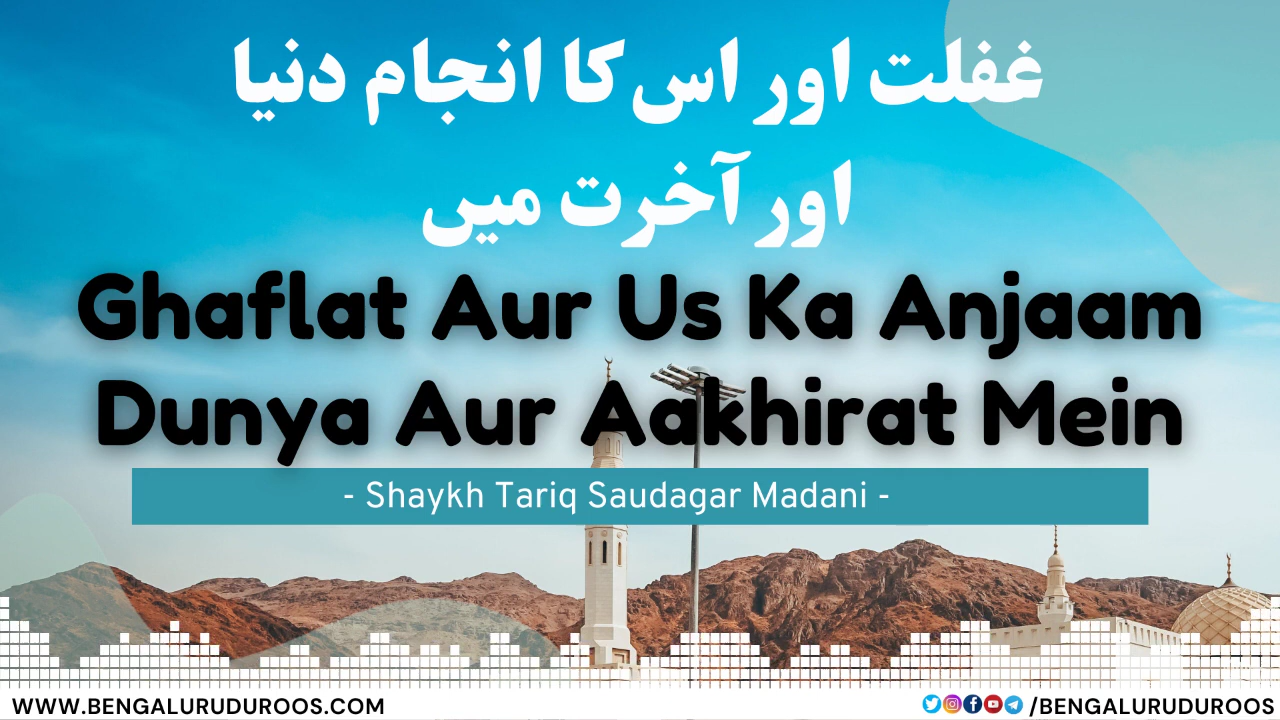 غفلت اور اس کا انجام دنیا
اور آخرت میں
Ghaflat Aur Us Ka Anjaam
Dunya Aur Aakhirat Mein
- Shaykh Tariq Saudagar Madani -
WWW.BENGALURUDUROOS.COM
/BENGALURUDUROOS